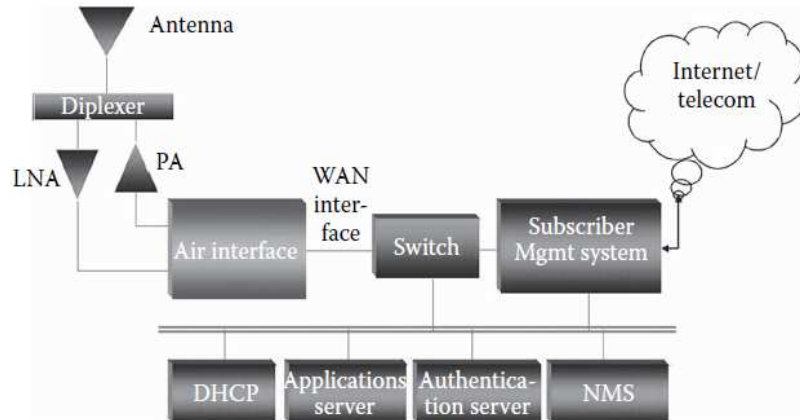 Antenna
Diplexer
LNA
PA
Air interface
WAN
inter-
face
Switch
Subscriber
Mgmt system
Internet/
telecom
DHCP
Applications
server
Authentica-
tion server
NMS